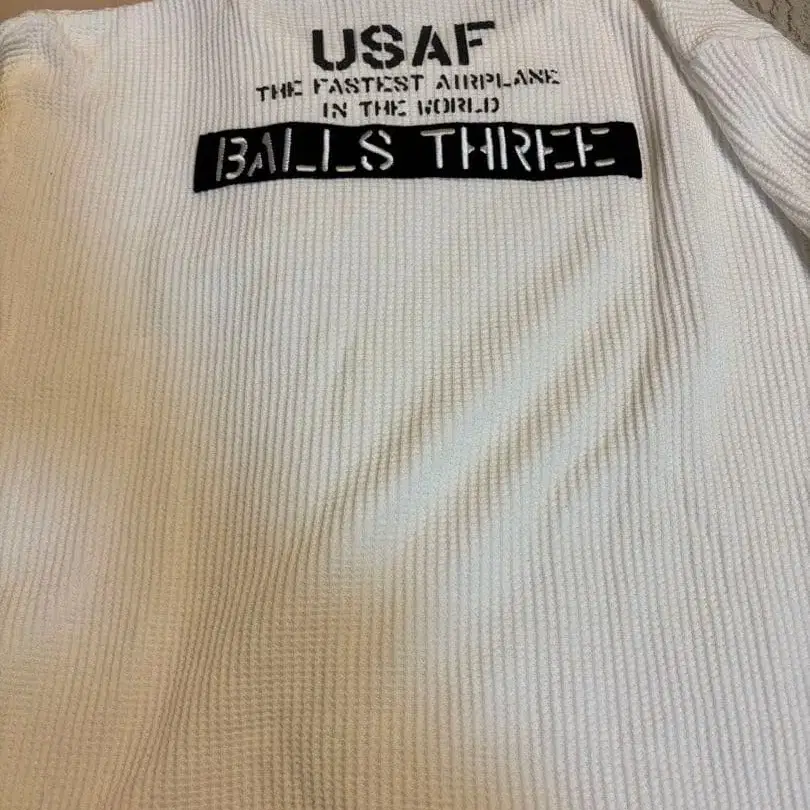 USAF
THE FASTEST AIRPLANE
IN THE WORLD
BALLS THREE